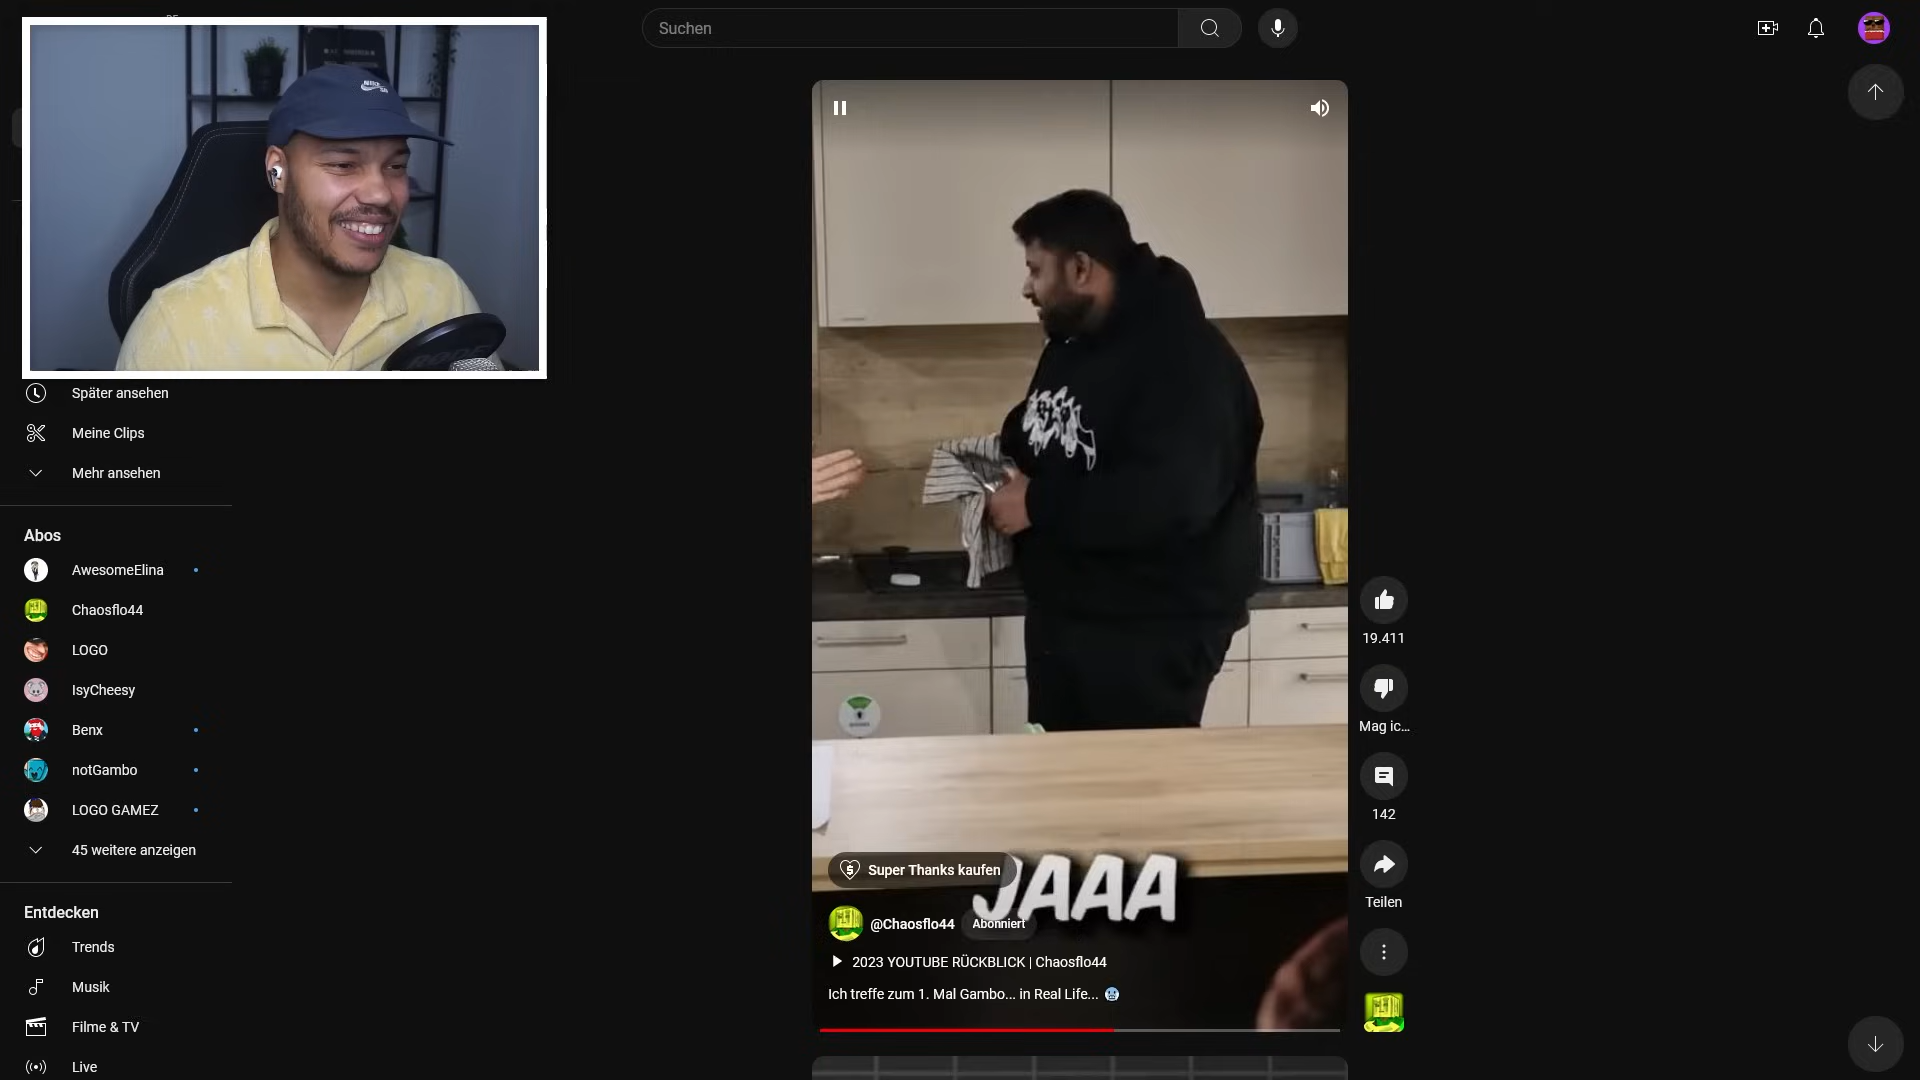 Suchen
Später ansehen
Meine Clips
Mehr ansehen
Abos
AwesomeElina
Chaosflo44
LOGO
IsyCheesy
Benx
notGambo
LOGO GAMEZ
45 weitere anzeigen
Entdecken
Trends
Musik
Filme & TV
Live
Super Thanks kaufen
JAAA
@Chaosflo44
Abonniert
2023 YOUTUBE RÜCKBLICK | Chaosflo44
Ich treffe zum 1. Mal Gambo... in Real Life...
19.411
Mag ic...
142
Teilen